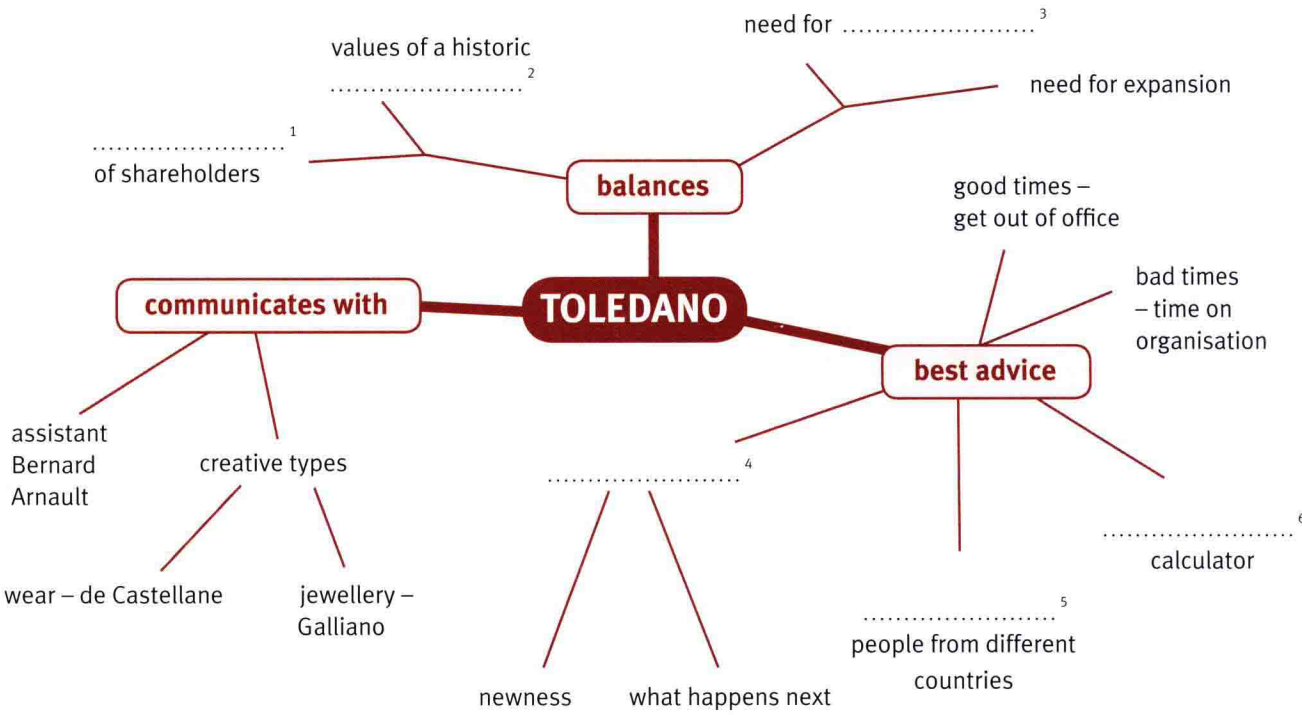 values of a historic
........................ 2
need for ........................ 3
need for expansion
........................ 1
of shareholders
balances
good times –
get out of office
bad times
– time on
organisation
communicates with
TOLEDANO
best advice
assistant
Bernard
Arnault
creative types
........................ 4
........................ 6
calculator
wear – de Castellane
jewellery –
Galliano
........................ 5
people from different
countries
newness
what happens next